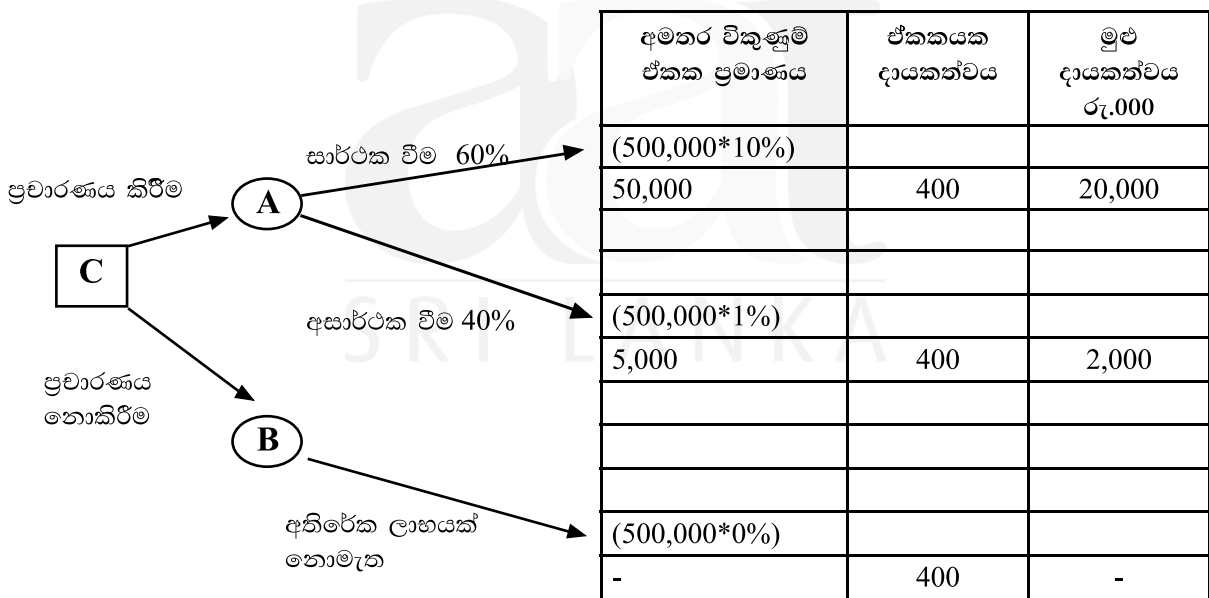 අමතර විකුණුම් ඒකක ප්‍රමාණය
ඒකකයක දායකත්වය
මුළු දායකත්වය රු.000
සාර්ථක වීම 60%
(500,000*10%)
ප්‍රචාරණය කිරීම
A
50,000 400 20,000
C
අසාර්ථක වීම 40%
(500,000*1%)
SRI LANKA
5,000 400 2,000
ප්‍රචාරණය
නොකිරීම
B
අතිරේක ලාභයක්
නොමැත
(500,000*0%)
- 400 -